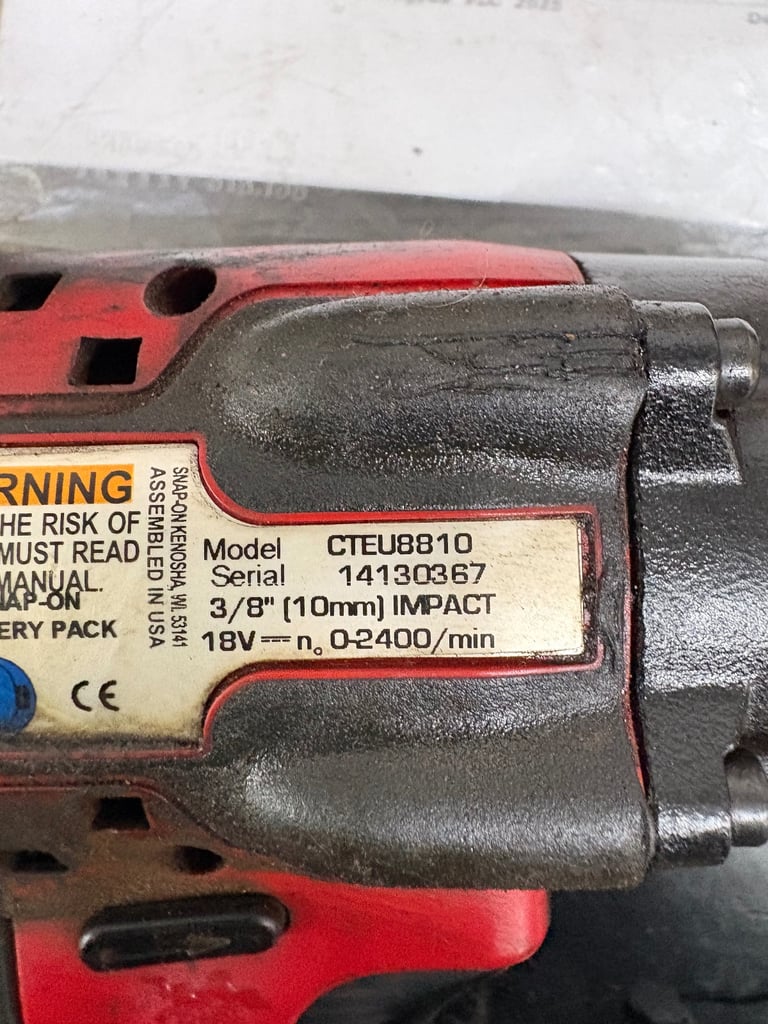 RNING
HE RISK OF
MUST READ
MANUAL.
AP-ON
ERY PACK
CE
SNAP-ON KENOSHA, WI. 53141
ASSEMBLED IN USA
Model CTEU8810
Serial 14130367
3/8" (10mm) IMPACT
18V⎓ n₀ 0-2400/min